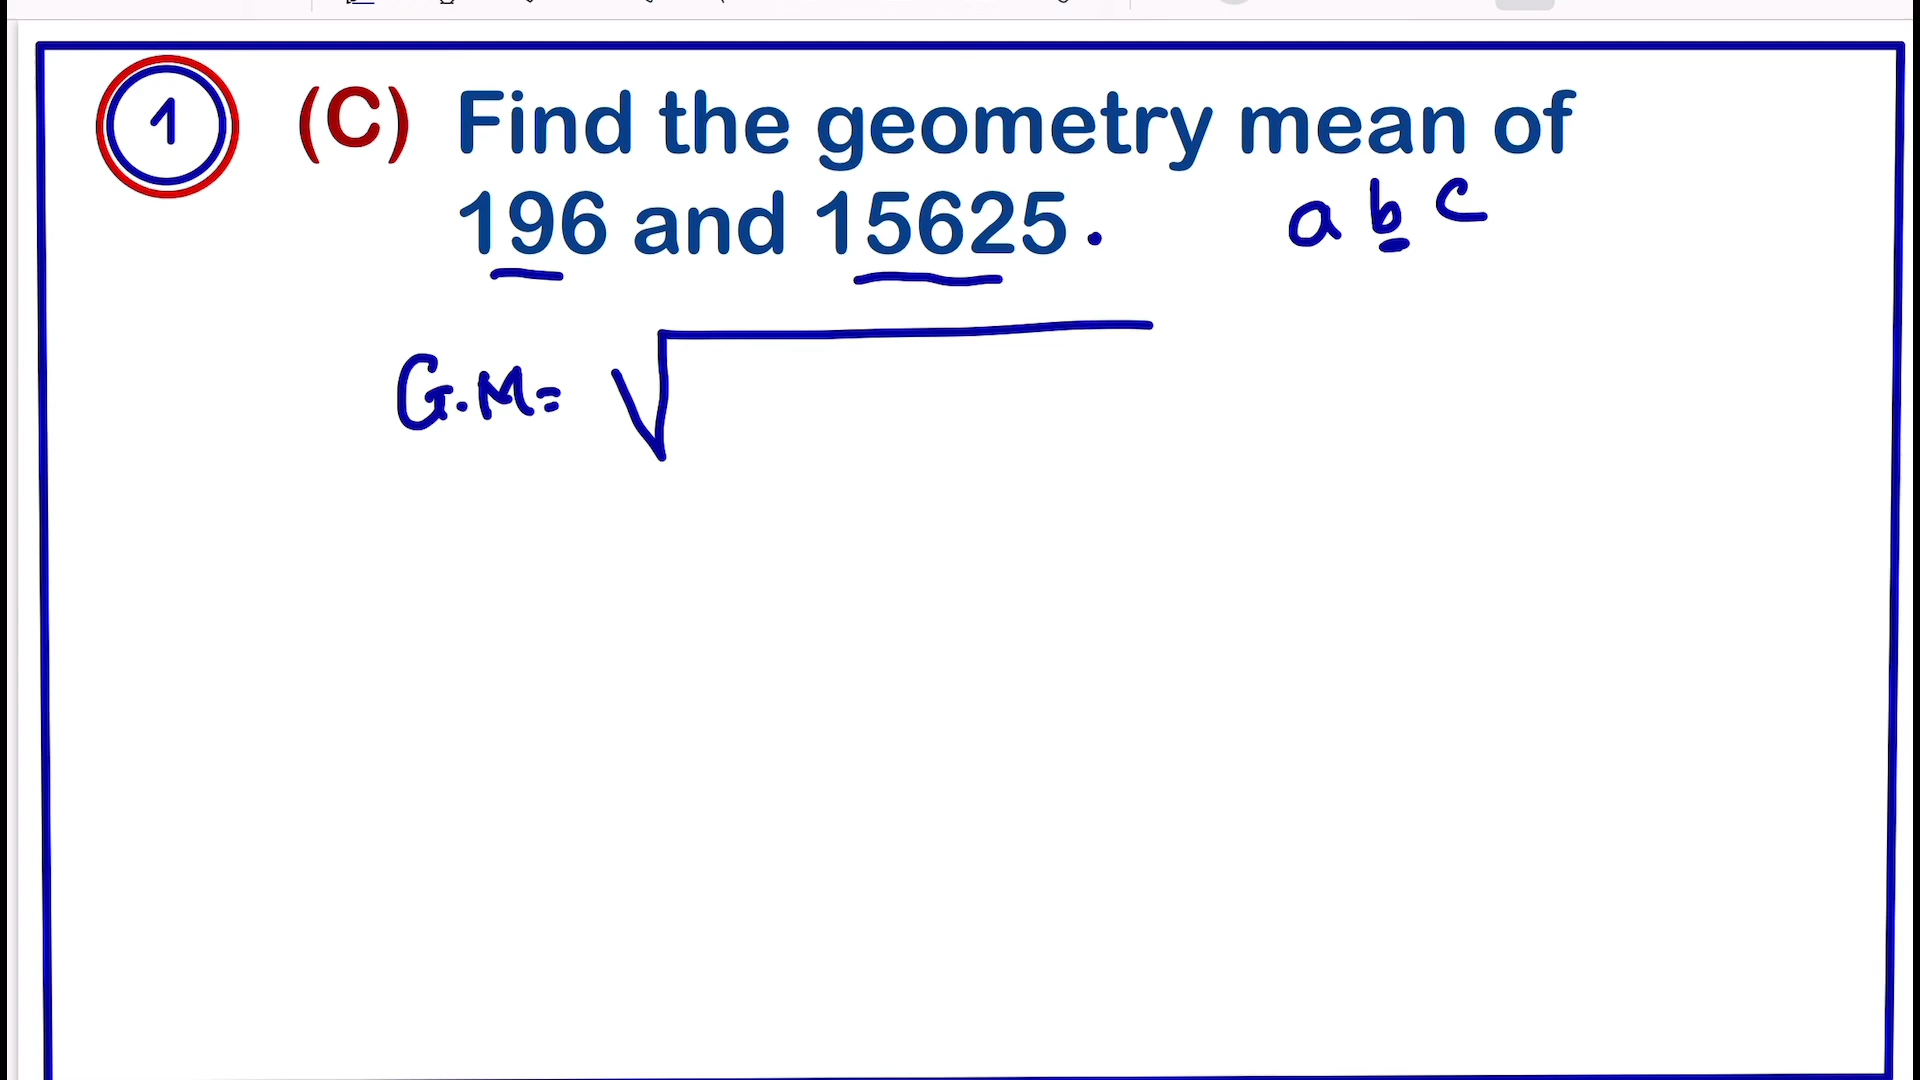 1 (C) Find the geometry mean of
196 and 15625. a b c
G.M= √